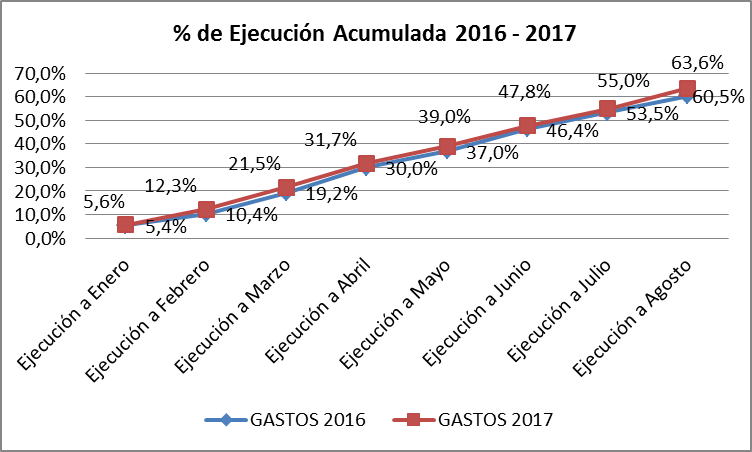 % de Ejecución Acumulada 2016 - 2017
70,0%
60,0%
50,0%
40,0%
30,0%
20,0%
10,0%
0,0%
5,6%
12,3%
21,5%
31,7%
39,0%
47,8%
55,0%
63,6%
5,4%
10,4%
19,2%
30,0%
37,0%
46,4%
53,5%
60,5%
Ejecución a Enero
Ejecución a Febrero
Ejecución a Marzo
Ejecución a Abril
Ejecución a Mayo
Ejecución a Junio
Ejecución a Julio
Ejecución a Agosto
GASTOS 2016
GASTOS 2017